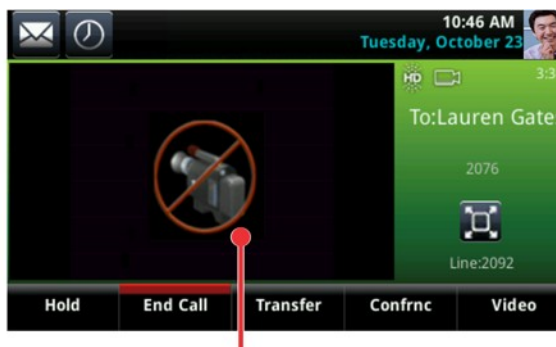 10:46 AM
Tuesday, October 23
HD
To:Lauren Gate
2076
Line:2092
Hold
End Call
Transfer
Confrnc
Video